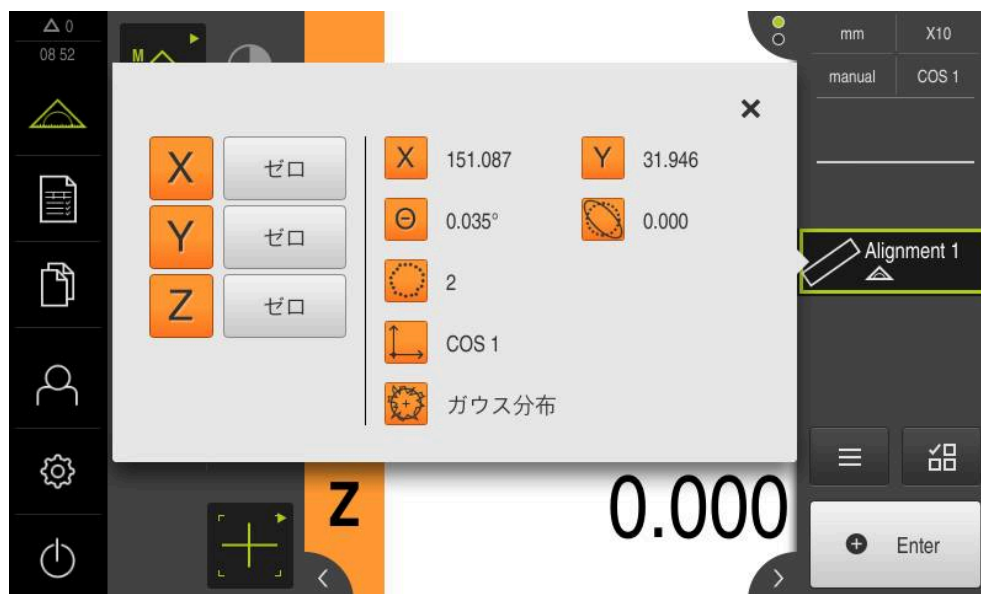 0
08 52
M
mm X10
manual COS 1
X ゼロ
Y ゼロ
Z ゼロ
X 151.087 Y 31.946
Θ 0.035° 0.000
2
COS 1
ガウス分布
Alignment 1
Z 0.000
Enter